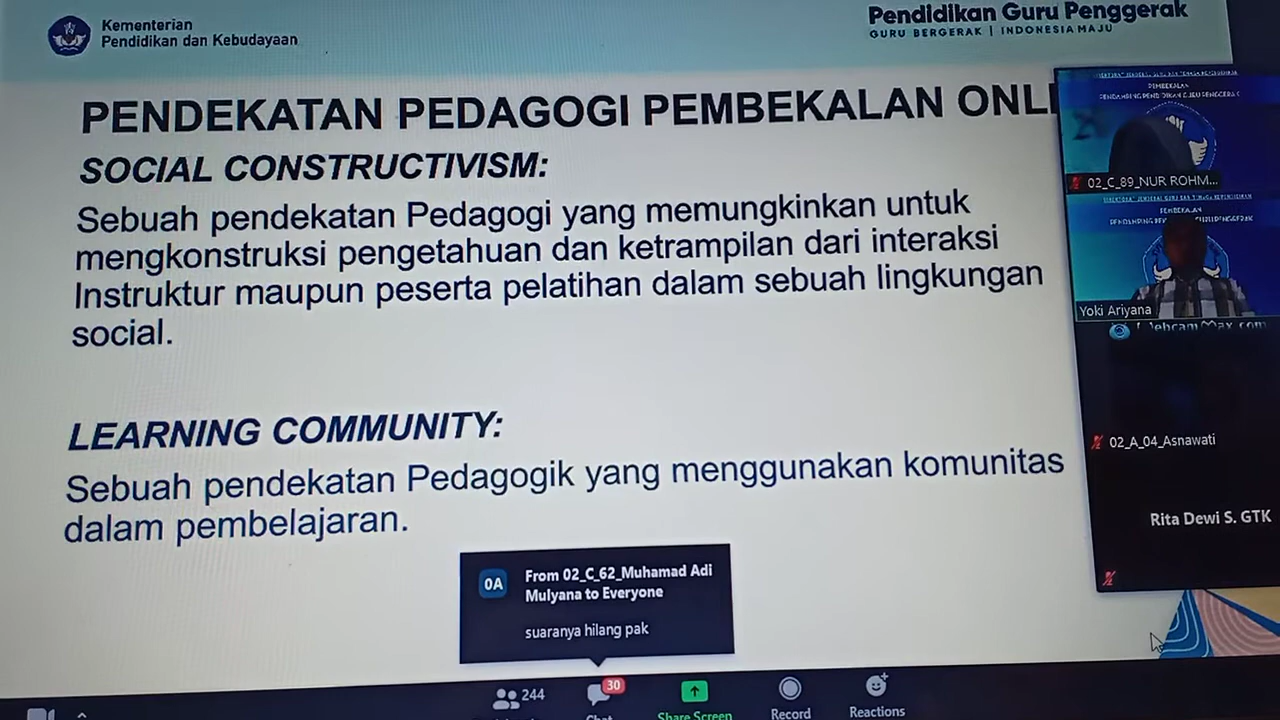 Kementerian
Pendidikan dan Kebudayaan
Pendidikan Guru Penggerak
GURU BERGERAK | INDONESIA MAJU
PENDEKATAN PEDAGOGI PEMBEKALAN ONLI
SOCIAL CONSTRUCTIVISM:
Sebuah pendekatan Pedagogi yang memungkinkan untuk
mengkonstruksi pengetahuan dan ketrampilan dari interaksi
Instruktur maupun peserta pelatihan dalam sebuah lingkungan
social.
LEARNING COMMUNITY:
Sebuah pendekatan Pedagogik yang menggunakan komunitas
dalam pembelajaran.
PEMBEKALAN
02_C_89_NUR ROHM...
PEMBEKALAN
Yoki Ariyana
02_A_04_Asnawati
Rita Dewi S. GTK
0A
From 02_C_62_Muhamad Adi
Mulyana to Everyone
suaranya hilang pak
244
30
Chat
Share Screen
Record
Reactions